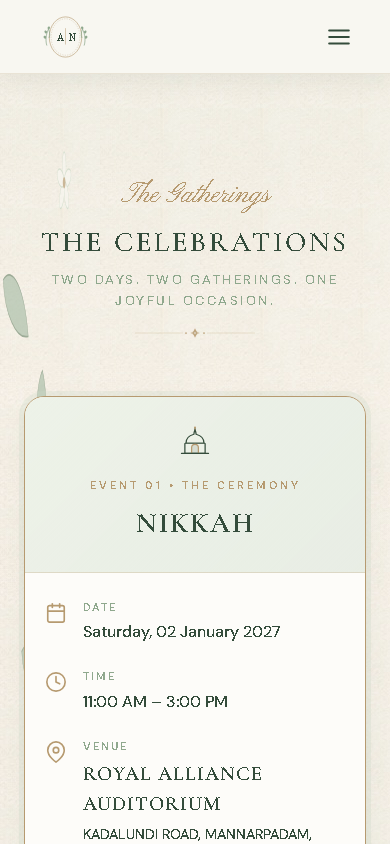 A N
The Gatherings
THE CELEBRATIONS
TWO DAYS. TWO GATHERINGS. ONE
JOYFUL OCCASION.
EVENT 01 • THE CEREMONY
NIKKAH
DATE
Saturday, 02 January 2027
TIME
11:00 AM – 3:00 PM
VENUE
ROYAL ALLIANCE
AUDITORIUM
KADALUNDI ROAD, MANNARPADAM,